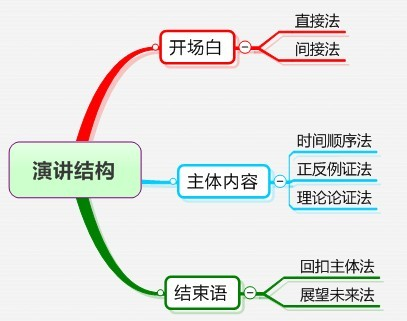 演讲结构
开场白
直接法
间接法
主体内容
时间顺序法
正反例证法
理论论证法
结束语
回扣主体法
展望未来法